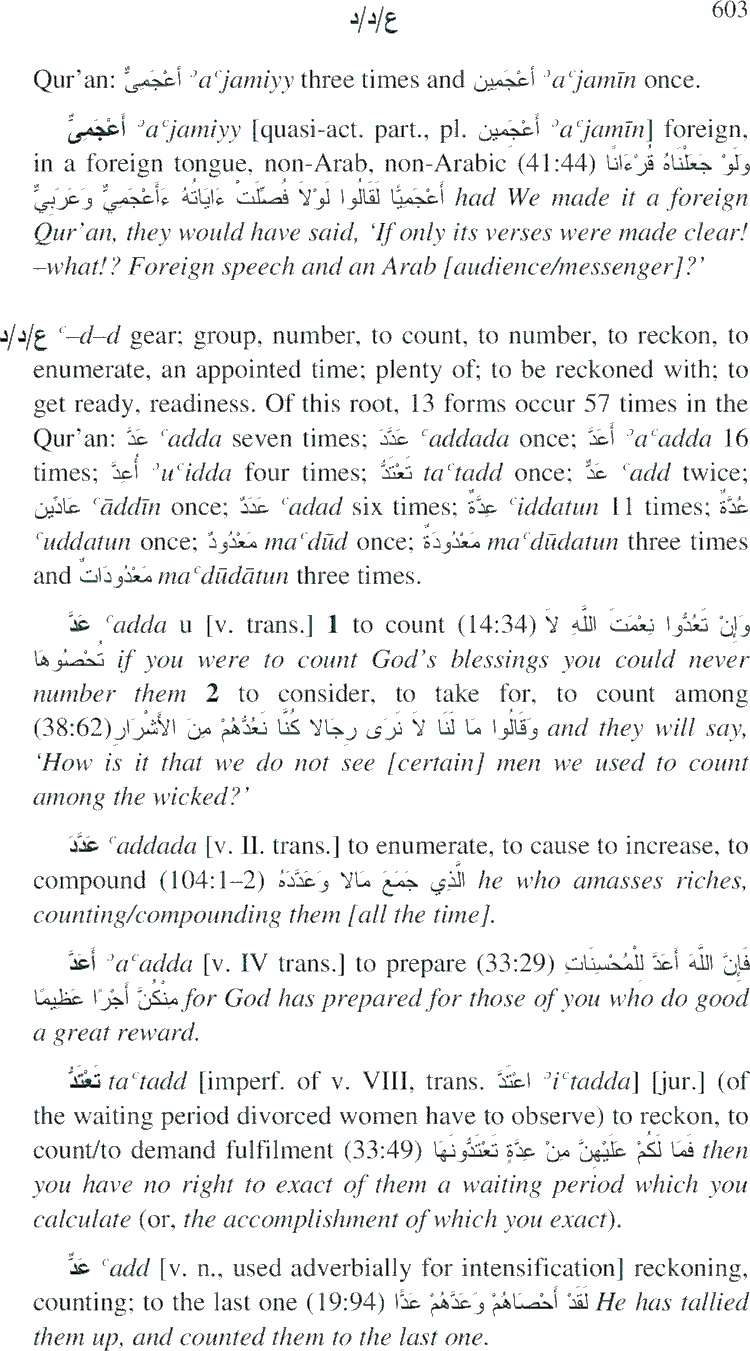 ع/د/د 603
Qur’an: أَعْجَمِىٌّ ʾaʿjamiyy three times and أَعْجَمِين ʾaʿjamīn once.
أَعْجَمِىٌّ ʾaʿjamiyy [quasi-act. part., pl. أَعْجَمِين ʾaʿjamīn] foreign,
in a foreign tongue, non-Arab, non-Arabic (41:44) وَلَوْ جَعَلْنَاهُ قُرْءَانًا
أَعْجَمِيًّا لَقَالُوا لَوْلاَ فُصِّلَتْ ءَايَاتُهُ ءَأَعْجَمِيٌّ وَعَرَبِيٌّ had We made it a foreign
Qur’an, they would have said, ‘If only its verses were made clear!
–what!? Foreign speech and an Arab [audience/messenger]?’
ع/د/د ʿ–d–d gear; group, number, to count, to number, to reckon, to
enumerate, an appointed time; plenty of; to be reckoned with; to
get ready, readiness. Of this root, 13 forms occur 57 times in the
Qur’an: عَدَّ ʿadda seven times; عَدَّدَ ʿaddada once; أَعَدَّ ʾaʿadda 16
times; أُعِدَّ ʾuʿidda four times; تَعْتَدُّ taʿtadd once; عَدٌّ ʿadd twice;
عَادِّين ʿāddīn once; عَدَدٌ ʿadad six times; عِدَّةٌ ʿiddatun 11 times; عُدَّةٌ
ʿuddatun once; مَعْدُودٌ maʿdūd once; مَعْدُودَةٌ maʿdūdatun three times
and مَعْدُودَاتٌ maʿdūdātun three times.
عَدَّ ʿadda u [v. trans.] 1 to count (14:34) وَإِنْ تَعُدُّوا نِعْمَتَ اللَّهِ لاَ
تُحْصُوهَا if you were to count God’s blessings you could never
number them 2 to consider, to take for, to count among
(38:62) وَقَالُوا مَا لَنَا لاَ نَرَى رِجَالا كُنَّا نَعُدُّهُمْ مِنَ الأَشْرَارِ and they will say,
‘How is it that we do not see [certain] men we used to count
among the wicked?’
عَدَّدَ ʿaddada [v. II. trans.] to enumerate, to cause to increase, to
compound (104:1–2) الَّذِي جَمَعَ مَالا وَعَدَّدَهُ he who amasses riches,
counting/compounding them [all the time].
أَعَدَّ ʾaʿadda [v. IV trans.] to prepare (33:29) فَإِنَّ اللَّهَ أَعَدَّ لِلْمُحْسِنَاتِ
مِنْكُنَّ أَجْرًا عَظِيمًا for God has prepared for those of you who do good
a great reward.
تَعْتَدُّ taʿtadd [imperf. of v. VIII, trans. اعْتَدَّ ʾiʿtadda] [jur.] (of
the waiting period divorced women have to observe) to reckon, to
count/to demand fulfilment (33:49) فَمَا لَكُمْ عَلَيْهِنَّ مِنْ عِدَّةٍ تَعْتَدُّونَهَا then
you have no right to exact of them a waiting period which you
calculate (or, the accomplishment of which you exact).
عَدٌّ ʿadd [v. n., used adverbially for intensification] reckoning,
counting; to the last one (19:94) لَقَدْ أَحْصَاهُمْ وَعَدَّهُمْ عَدًّا He has tallied
them up, and counted them to the last one.